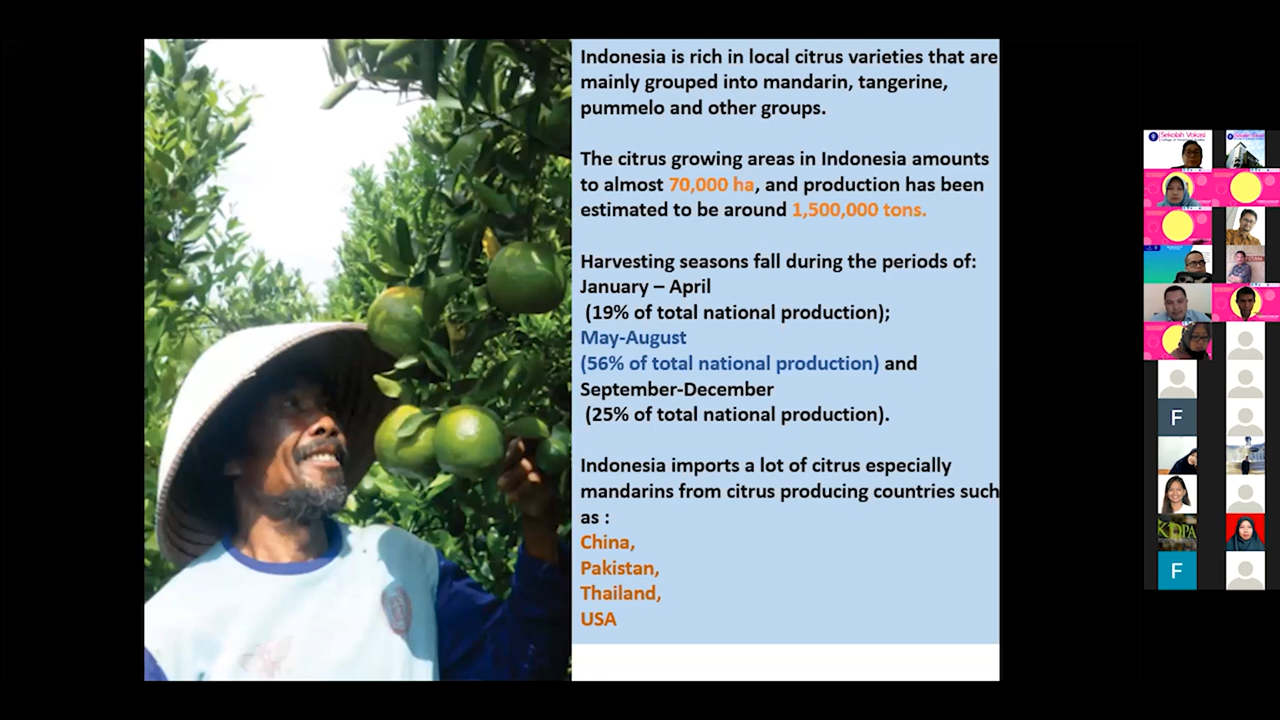 Indonesia is rich in local citrus varieties that are
mainly grouped into mandarin, tangerine,
pummelo and other groups.
The citrus growing areas in Indonesia amounts
to almost 70,000 ha, and production has been
estimated to be around 1,500,000 tons.
Harvesting seasons fall during the periods of:
January – April
(19% of total national production);
May-August
(56% of total national production) and
September-December
(25% of total national production).
Indonesia imports a lot of citrus especially
mandarins from citrus producing countries such
as :
China,
Pakistan,
Thailand,
USA
Sekolah Vokasi
F
F